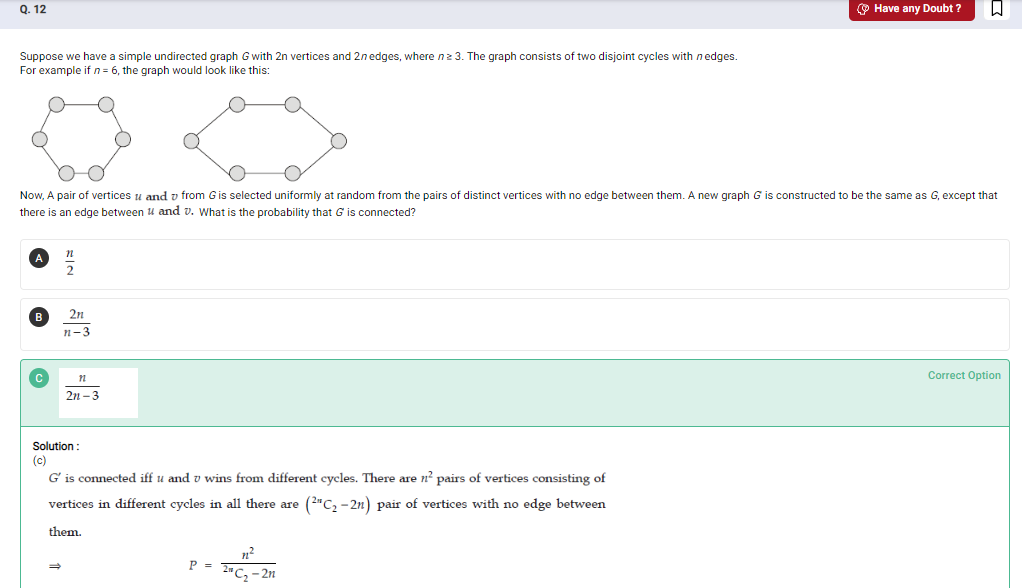 Q. 12
Have any Doubt ?
Suppose we have a simple undirected graph G with 2n vertices and 2n edges, where n ≥ 3. The graph consists of two disjoint cycles with n edges.
For example if n = 6, the graph would look like this:
Now, A pair of vertices u and v from G is selected uniformly at random from the pairs of distinct vertices with no edge between them. A new graph G' is constructed to be the same as G, except that
there is an edge between u and v. What is the probability that G' is connected?
A
n
2
B
2n
n − 3
C
n
2n − 3
Correct Option
Solution :
(c)
G' is connected iff u and v wins from different cycles. There are n² pairs of vertices consisting of
vertices in different cycles in all there are (²ⁿC₂ − 2n) pair of vertices with no edge between
them.
⇒ P = n²
²ⁿC₂ − 2n